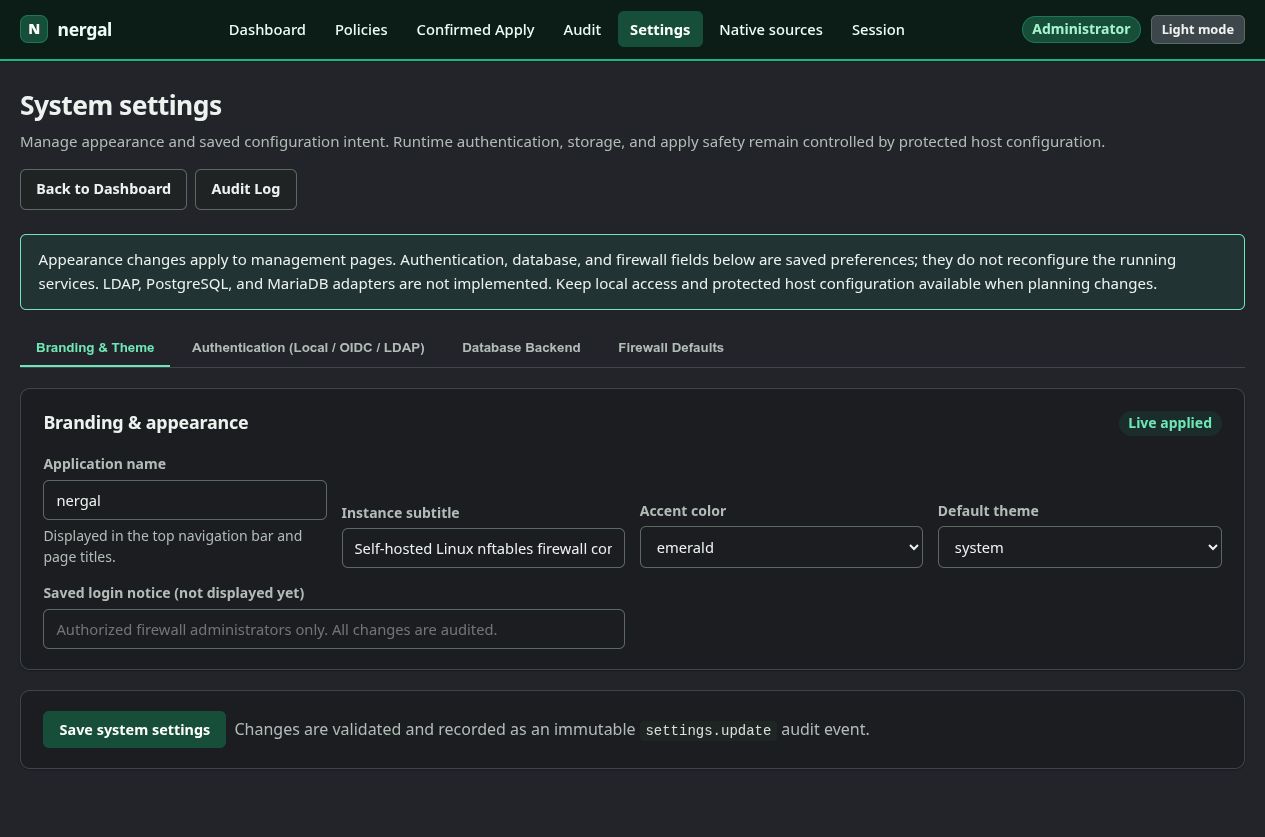 N nergal Dashboard Policies Confirmed Apply Audit Settings Native sources Session Administrator Light mode
System settings
Manage appearance and saved configuration intent. Runtime authentication, storage, and apply safety remain controlled by protected host configuration.
Back to Dashboard Audit Log
Appearance changes apply to management pages. Authentication, database, and firewall fields below are saved preferences; they do not reconfigure the running
services. LDAP, PostgreSQL, and MariaDB adapters are not implemented. Keep local access and protected host configuration available when planning changes.
Branding & Theme Authentication (Local / OIDC / LDAP) Database Backend Firewall Defaults
Branding & appearance Live applied
Application name
nergal
Displayed in the top navigation bar and
page titles.
Instance subtitle
Self-hosted Linux nftables firewall cor
Accent color
emerald
Default theme
system
Saved login notice (not displayed yet)
Authorized firewall administrators only. All changes are audited.
Save system settings Changes are validated and recorded as an immutable settings.update audit event.